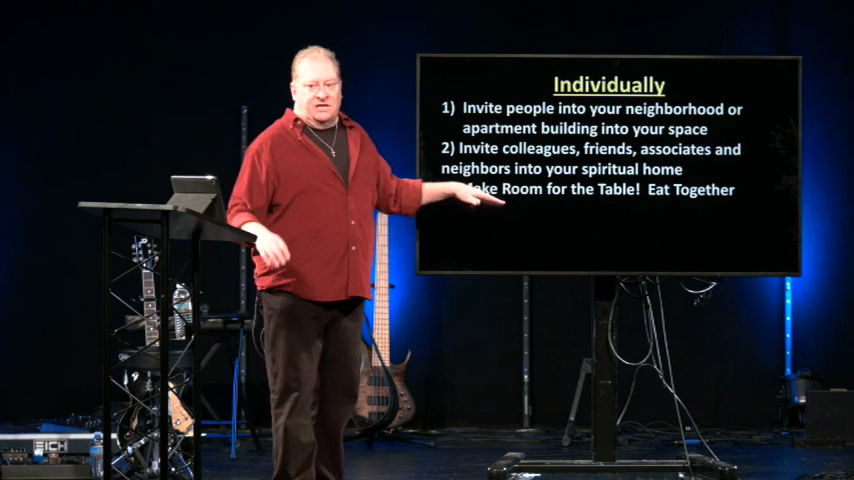 Individually
1) Invite people into your neighborhood or
apartment building into your space
2) Invite colleagues, friends, associates and
neighbors into your spiritual home
Room for the Table! Eat Together
EICH